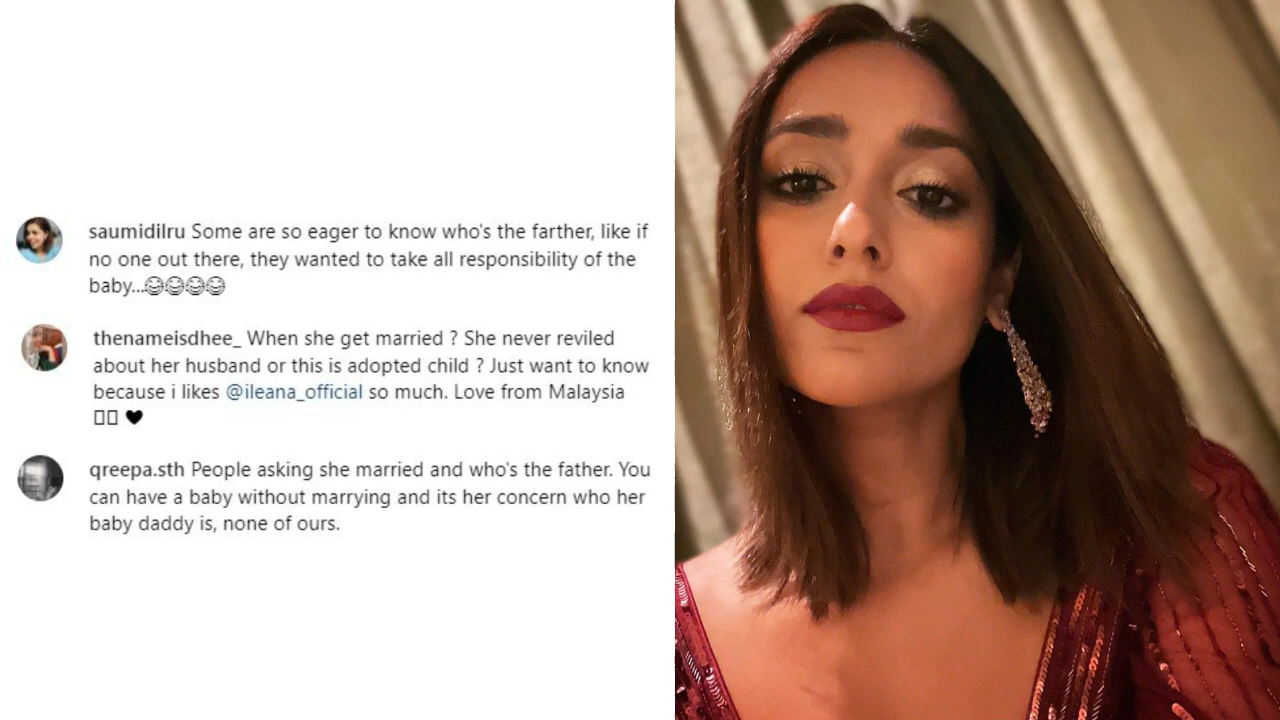 saumidilru Some are so eager to know who's the farther, like if
no one out there, they wanted to take all responsibility of the
baby...😂😂😂😂
thenameisdhee_ When she get married ? She never reviled
about her husband or this is adopted child ? Just want to know
because i likes @ileana_official so much. Love from Malaysia
▯▯ ♥
qreepa.sth People asking she married and who's the father. You
can have a baby without marrying and its her concern who her
baby daddy is, none of ours.